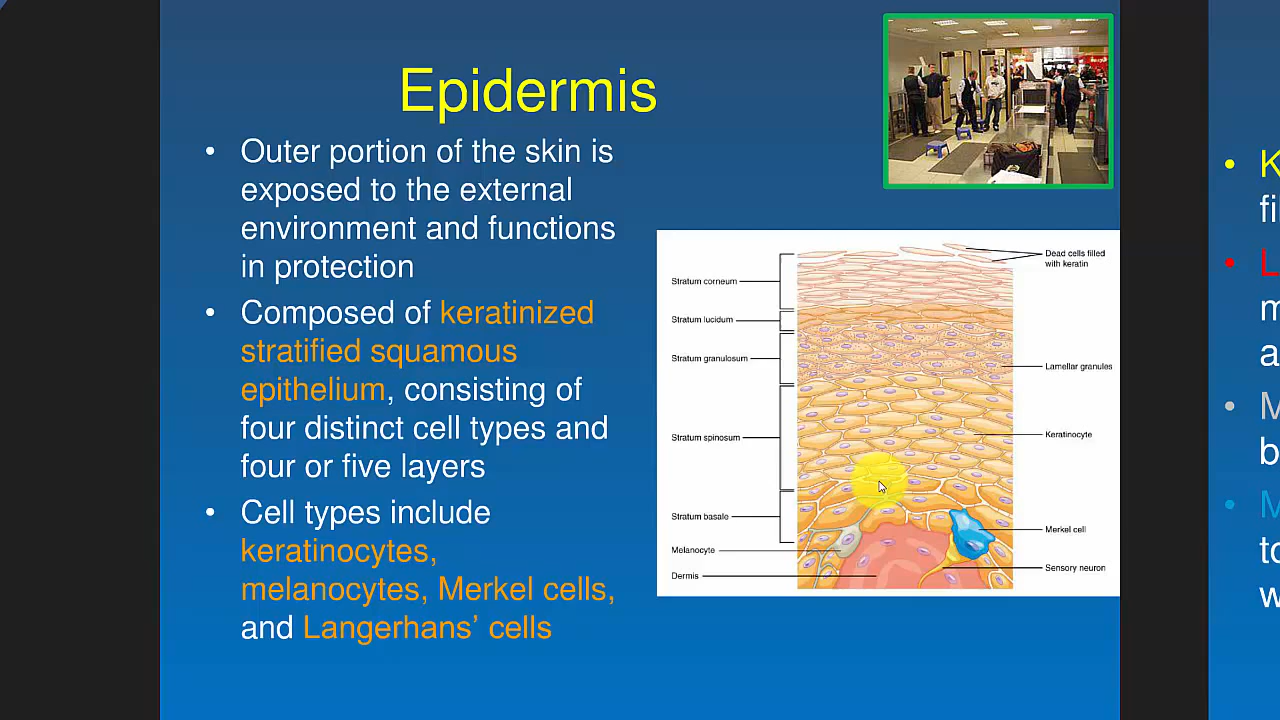 Epidermis
• Outer portion of the skin is
exposed to the external
environment and functions
in protection
• Composed of keratinized
stratified squamous
epithelium, consisting of
four distinct cell types and
four or five layers
• Cell types include
keratinocytes,
melanocytes, Merkel cells,
and Langerhans’ cells
Stratum corneum
Stratum lucidum
Stratum granulosum
Stratum spinosum
Stratum basale
Melanocyte
Dermis
Dead cells filled
with keratin
Lamellar granules
Keratinocyte
Merkel cell
Sensory neuron